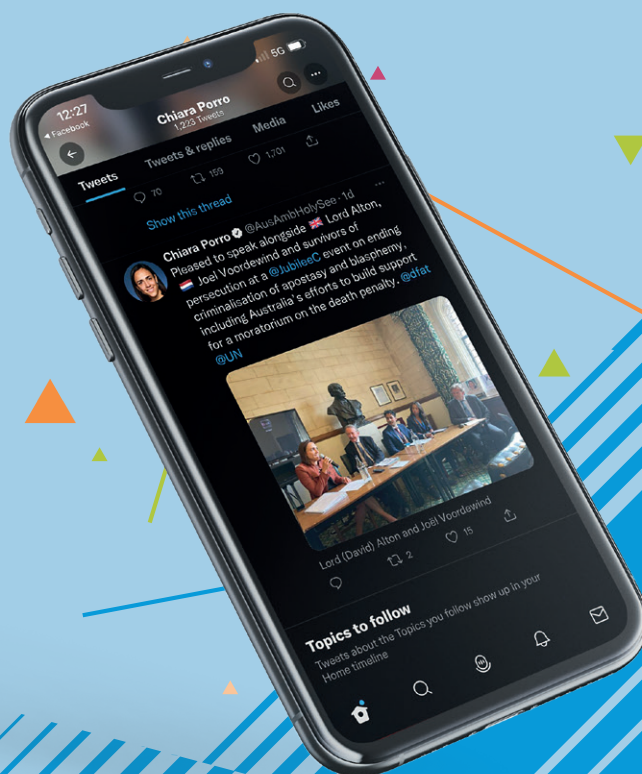 12:27
5G
Facebook
Chiara Porro
1,223 Tweets
Tweets
Tweets & replies
Media
Likes
70
159
1,701
Show this thread
Chiara Porro @AusAmbHolySee · 1d
Pleased to speak alongside 🇬🇧 Lord Alton,
🇳🇱 Joel Voordewind and survivors of
persecution at a @JubileeC event on ending
criminalisation of apostasy and blasphemy,
including Australia's efforts to build support
for a moratorium on the death penalty. @dfat
@UN
Lord (David) Alton and Joël Voordewind
2
15
Topics to follow
Tweets about the Topics you follow show up in your
Home timeline